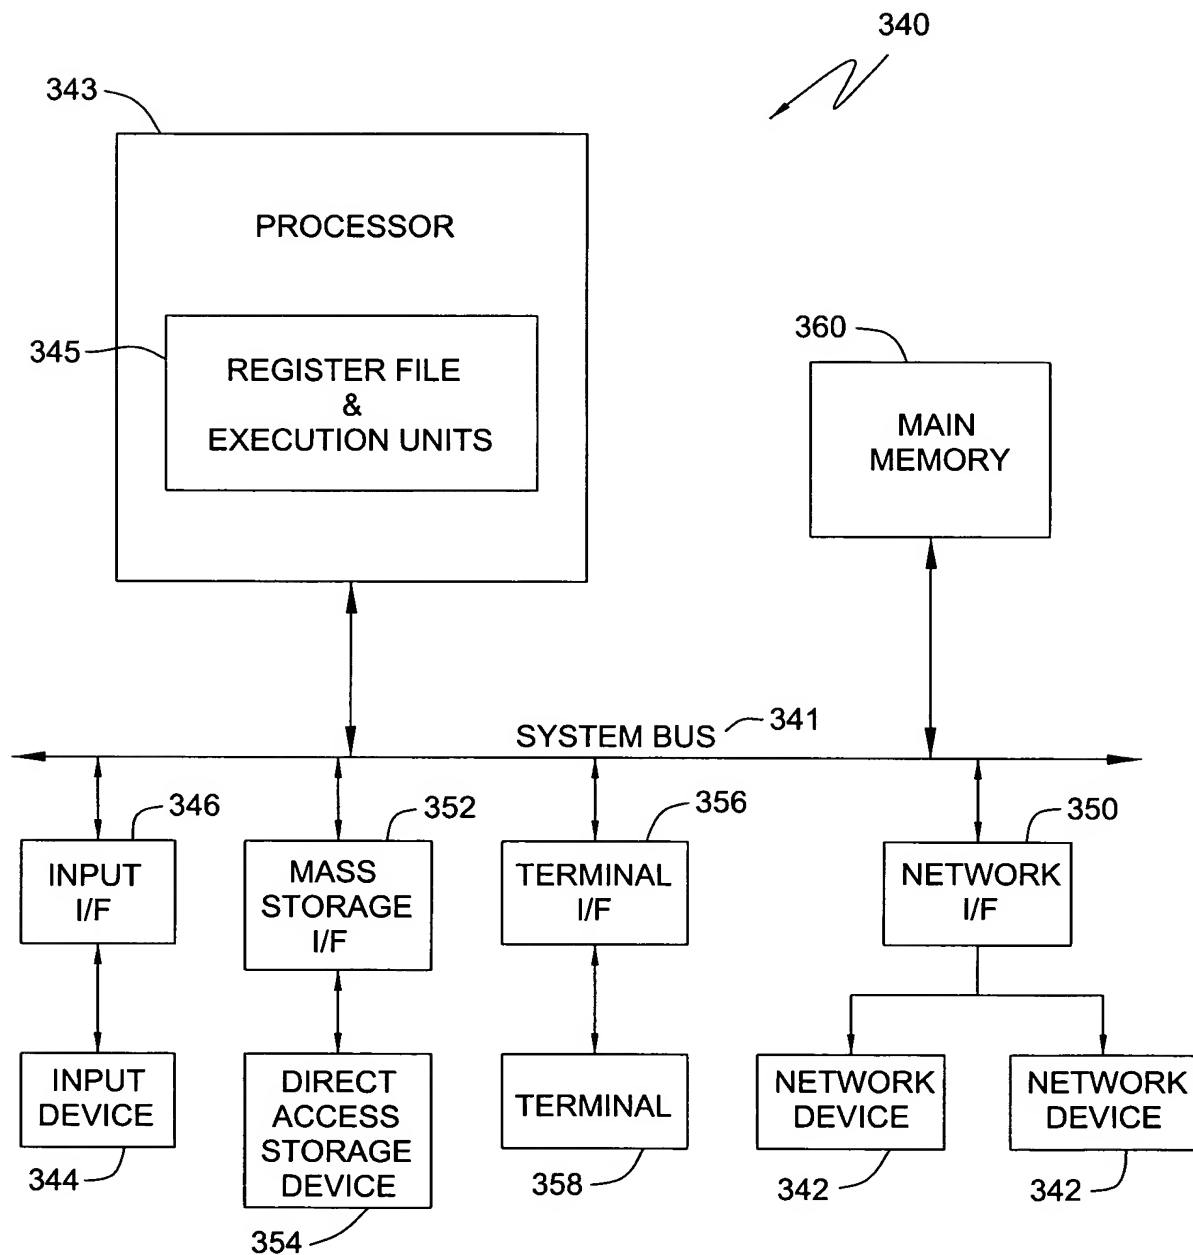 340
343
PROCESSOR
345
REGISTER FILE
&
EXECUTION UNITS
360
MAIN
MEMORY
SYSTEM BUS
341
346
INPUT
I/F
352
MASS
STORAGE
I/F
356
TERMINAL
I/F
350
NETWORK
I/F
INPUT
DEVICE
344
DIRECT
ACCESS
STORAGE
DEVICE
354
TERMINAL
358
NETWORK
DEVICE
342
NETWORK
DEVICE
342